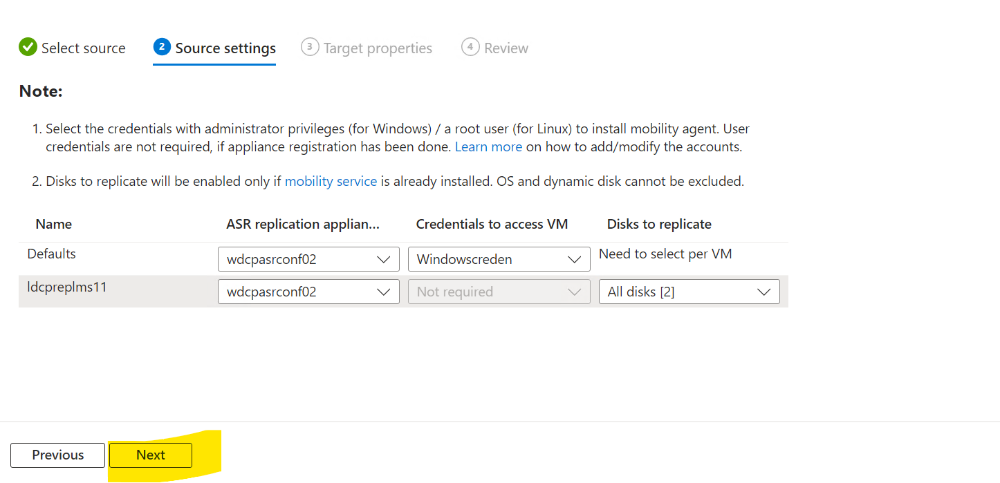 Select source 2 Source settings 3 Target properties 4 Review
Note:
1. Select the credentials with administrator privileges (for Windows) / a root user (for Linux) to install mobility agent. User
credentials are not required, if appliance registration has been done. Learn more on how to add/modify the accounts.
2. Disks to replicate will be enabled only if mobility service is already installed. OS and dynamic disk cannot be excluded.
Name ASR replication applian... Credentials to access VM Disks to replicate
Defaults wdcpasrconf02 Windowscreden Need to select per VM
ldcpreplms11 wdcpasrconf02 Not required All disks [2]
Previous Next